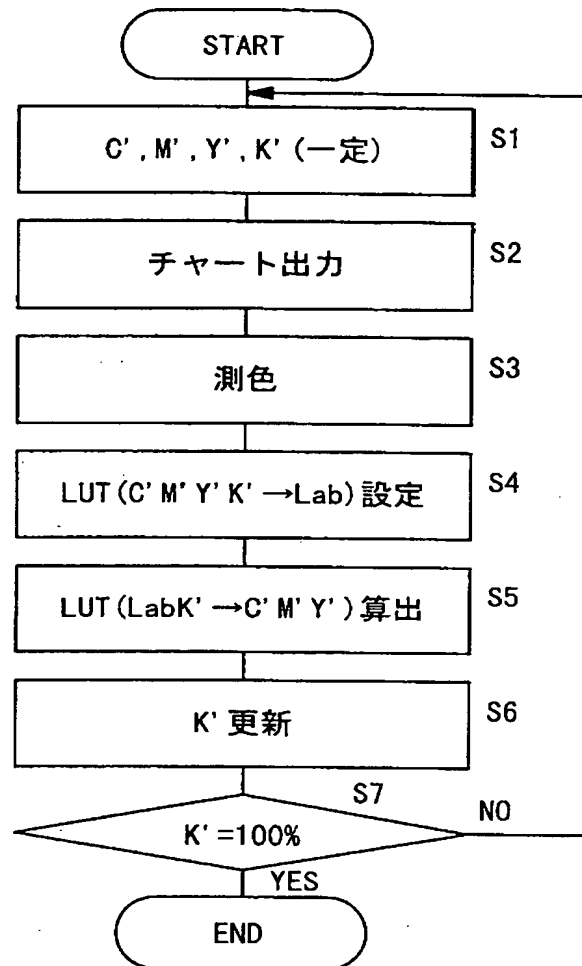 START
C', M', Y', K' (一定)
S1
チャート出力
S2
測色
S3
LUT(C'M'Y'K'→Lab)設定
S4
LUT(LabK'→C'M'Y')算出
S5
K'更新
S6
S7
K'=100%
NO
YES
END